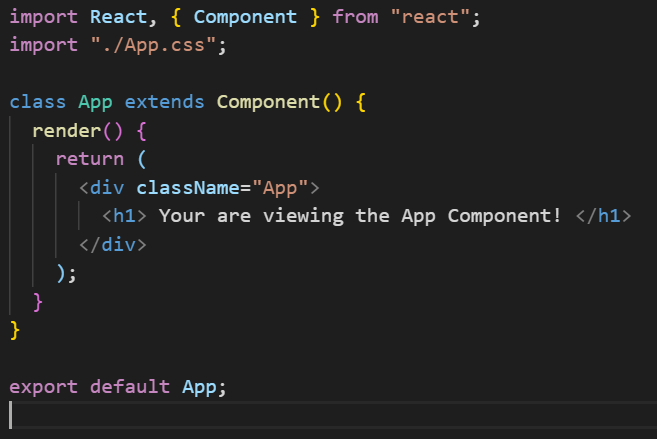 import React, { Component } from "react";
import "./App.css";

class App extends Component() {
  render() {
    return (
      <div className="App">
        <h1> Your are viewing the App Component! </h1>
      </div>
    );
  }
}

export default App;